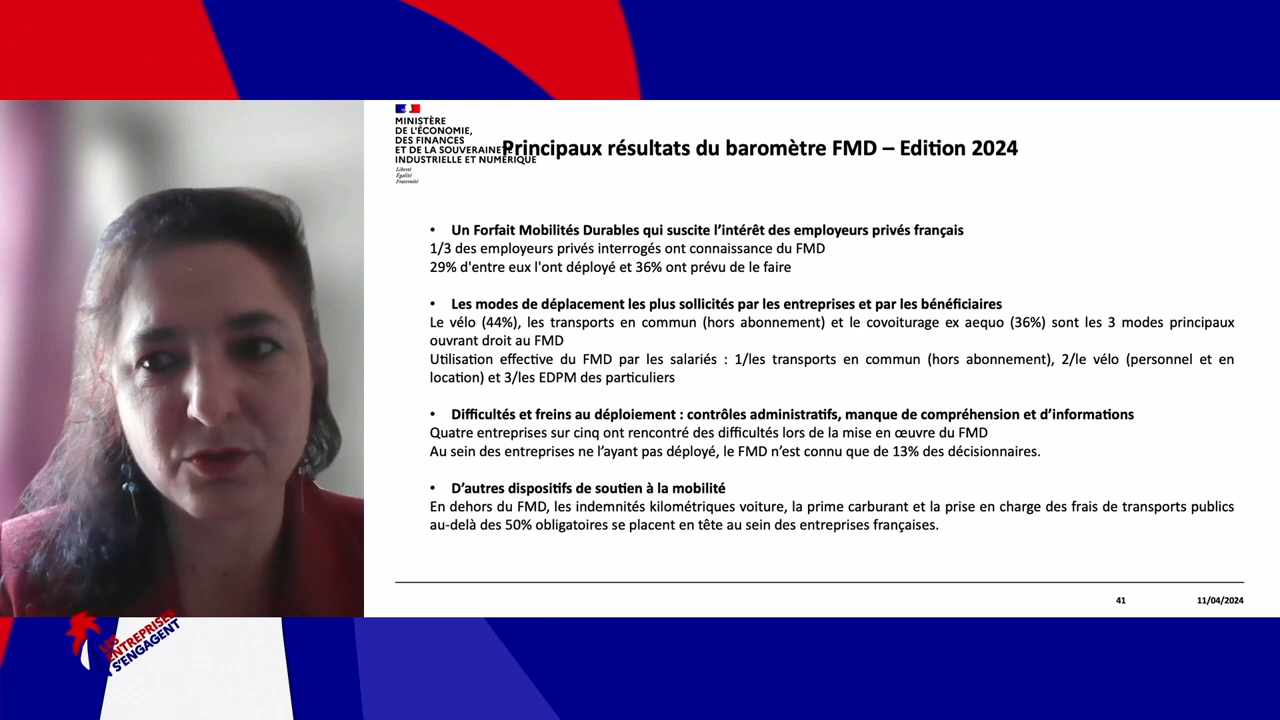 MINISTÈRE
DE L'ÉCONOMIE,
DES FINANCES
ET DE LA SOUVERAINETÉ
INDUSTRIELLE ET NUMÉRIQUE
Liberté
Égalité
Fraternité
Principaux résultats du baromètre FMD – Edition 2024
• Un Forfait Mobilités Durables qui suscite l’intérêt des employeurs privés français
1/3 des employeurs privés interrogés ont connaissance du FMD
29% d'entre eux l'ont déployé et 36% ont prévu de le faire
• Les modes de déplacement les plus sollicités par les entreprises et par les bénéficiaires
Le vélo (44%), les transports en commun (hors abonnement) et le covoiturage ex aequo (36%) sont les 3 modes principaux
ouvrant droit au FMD
Utilisation effective du FMD par les salariés : 1/les transports en commun (hors abonnement), 2/le vélo (personnel et en
location) et 3/les EDPM des particuliers
• Difficultés et freins au déploiement : contrôles administratifs, manque de compréhension et d’informations
Quatre entreprises sur cinq ont rencontré des difficultés lors de la mise en œuvre du FMD
Au sein des entreprises ne l’ayant pas déployé, le FMD n’est connu que de 13% des décisionnaires.
• D’autres dispositifs de soutien à la mobilité
En dehors du FMD, les indemnités kilométriques voiture, la prime carburant et la prise en charge des frais de transports publics
au-delà des 50% obligatoires se placent en tête au sein des entreprises françaises.
41
11/04/2024
LES
ENTREPRISES
S'ENGAGENT